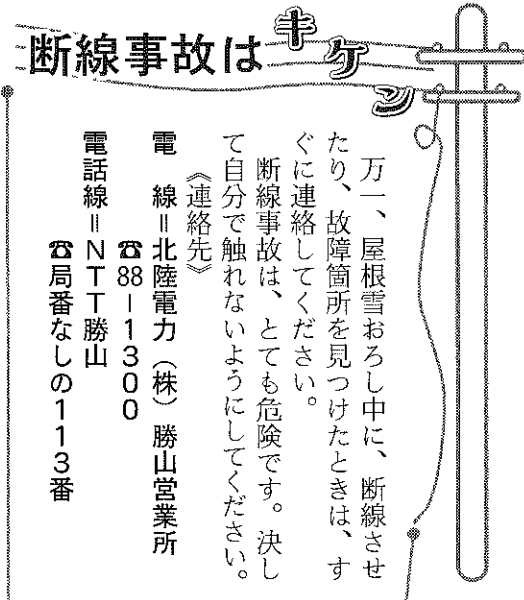 断線事故はキケン
　万一、屋根雪おろし中に、断線させ
たり、故障箇所を見つけたときは、す
ぐに連絡してください。
　断線事故は、とても危険です。決し
て自分で触れないようにしてください。
《連絡先》
電　線＝北陸電力（株）勝山営業所
☎88－1300
電話線＝ＮＴＴ勝山
☎局番なしの113番